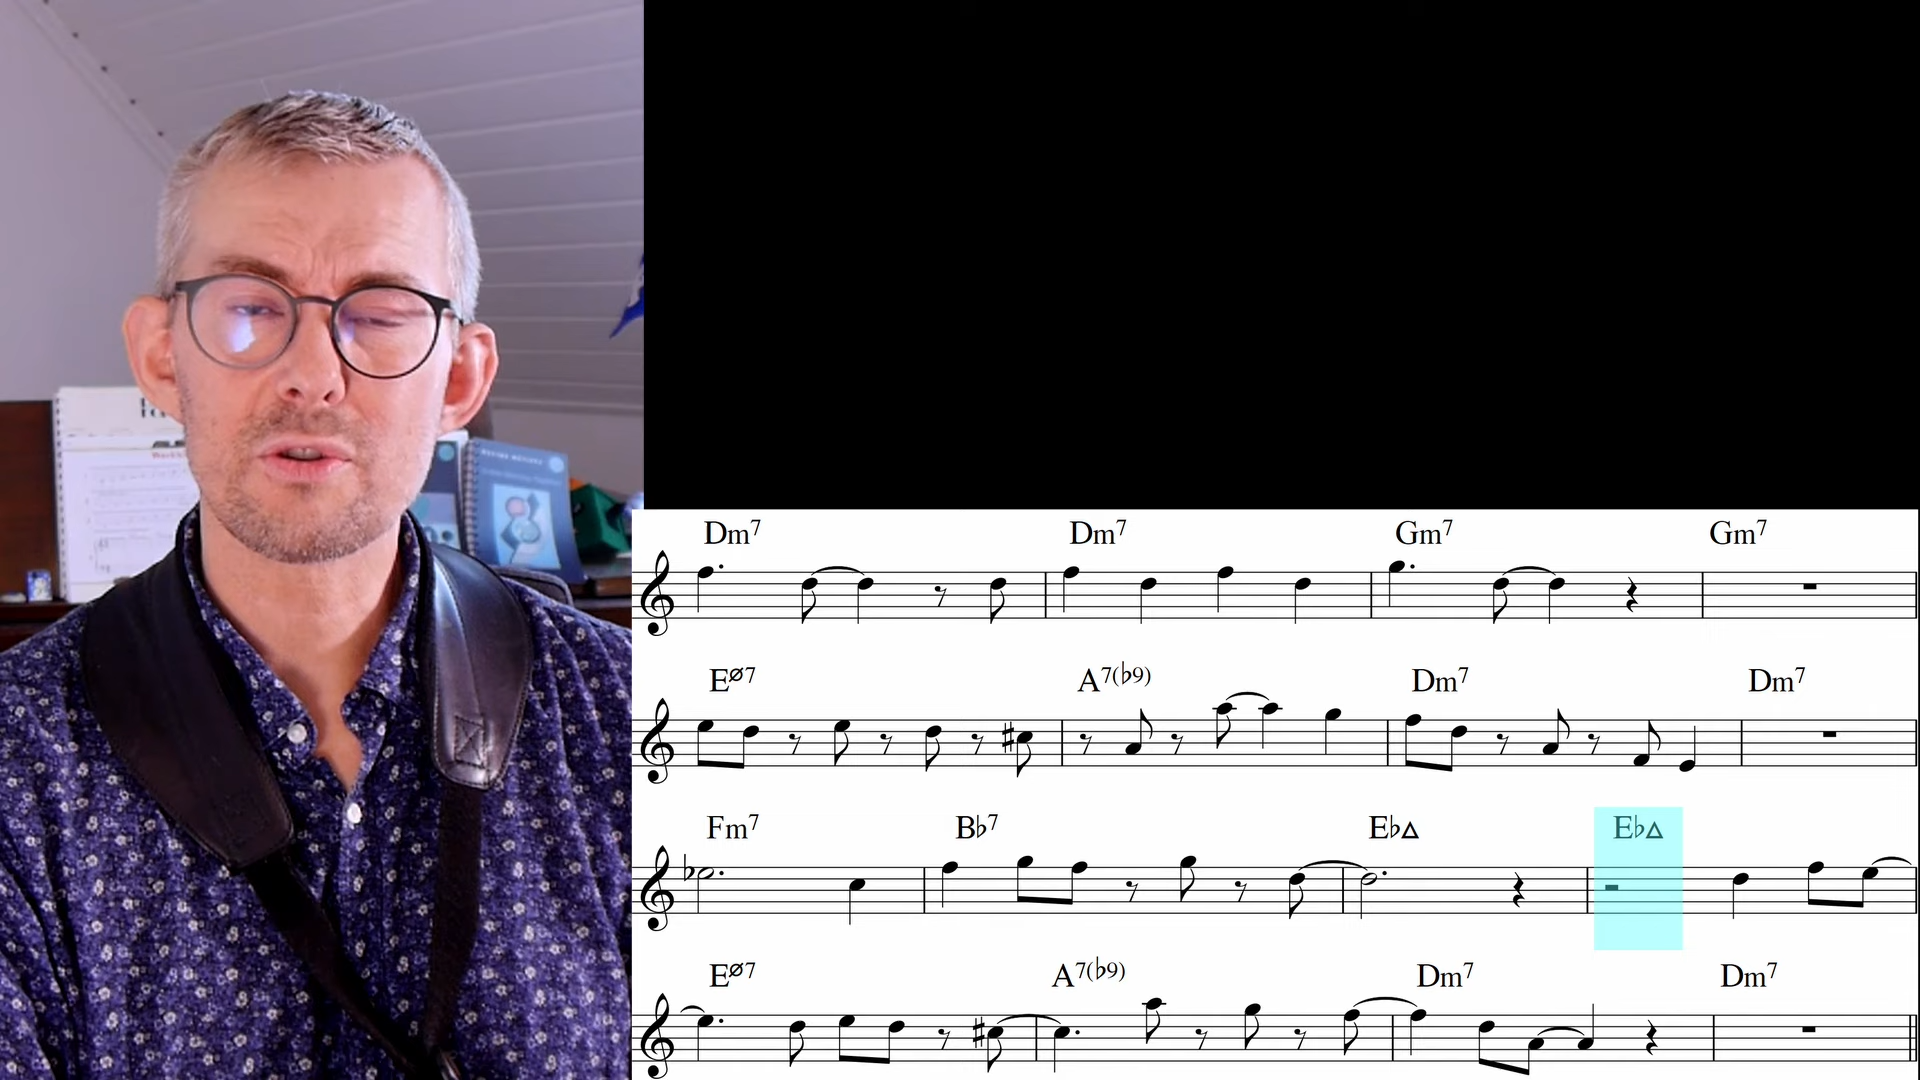 Dm7 Dm7 Gm7 Gm7
Eø7 A7(♭9) Dm7 Dm7
Fm7 B♭7 E♭△ E♭△
Eø7 A7(♭9) Dm7 Dm7